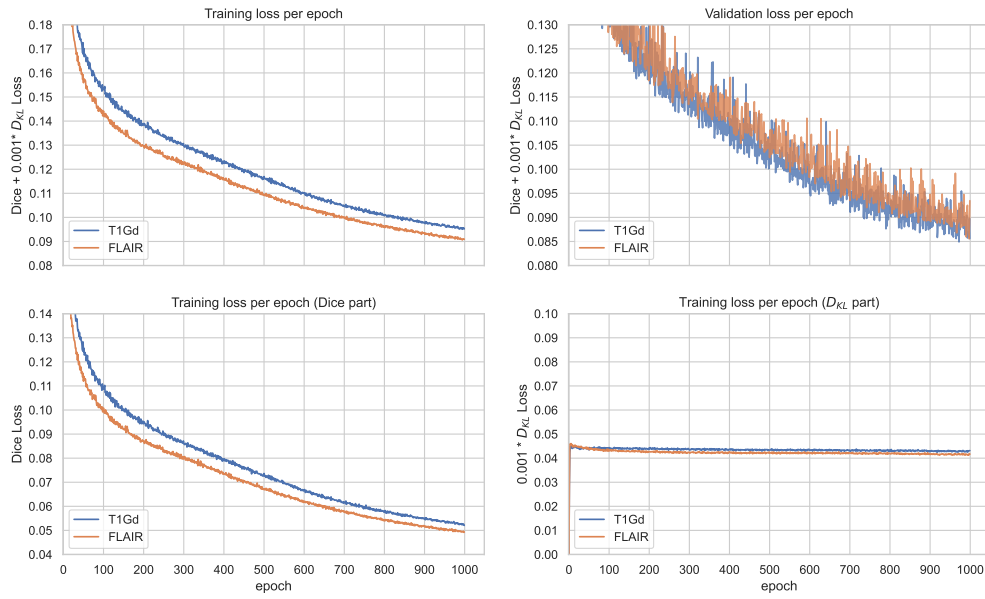 Training loss per epoch
Dice + 0.001* D_KL Loss
0.18
0.17
0.16
0.15
0.14
0.13
0.12
0.11
0.10
0.09
0.08
T1Gd
FLAIR
Validation loss per epoch
Dice + 0.001* D_KL Loss
0.130
0.125
0.120
0.115
0.110
0.105
0.100
0.095
0.090
0.085
0.080
T1Gd
FLAIR
Training loss per epoch (Dice part)
Dice Loss
0.14
0.13
0.12
0.11
0.10
0.09
0.08
0.07
0.06
0.05
0.04
T1Gd
FLAIR
0 100 200 300 400 500 600 700 800 900 1000
epoch
Training loss per epoch (D_KL part)
0.001 * D_KL Loss
0.10
0.09
0.08
0.07
0.06
0.05
0.04
0.03
0.02
0.01
0.00
T1Gd
FLAIR
0 100 200 300 400 500 600 700 800 900 1000
epoch